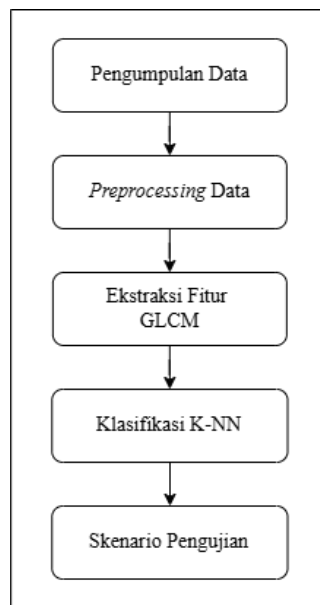 Pengumpulan Data
Preprocessing Data
Ekstraksi Fitur
GLCM
Klasifikasi K-NN
Skenario Pengujian